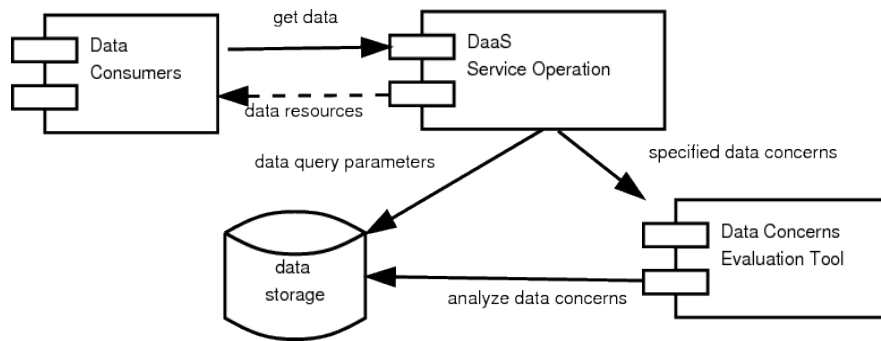 get data
Data
Consumers
DaaS
Service Operation
data resources
data query parameters
specified data concerns
Data Concerns
Evaluation Tool
data
storage
analyze data concerns